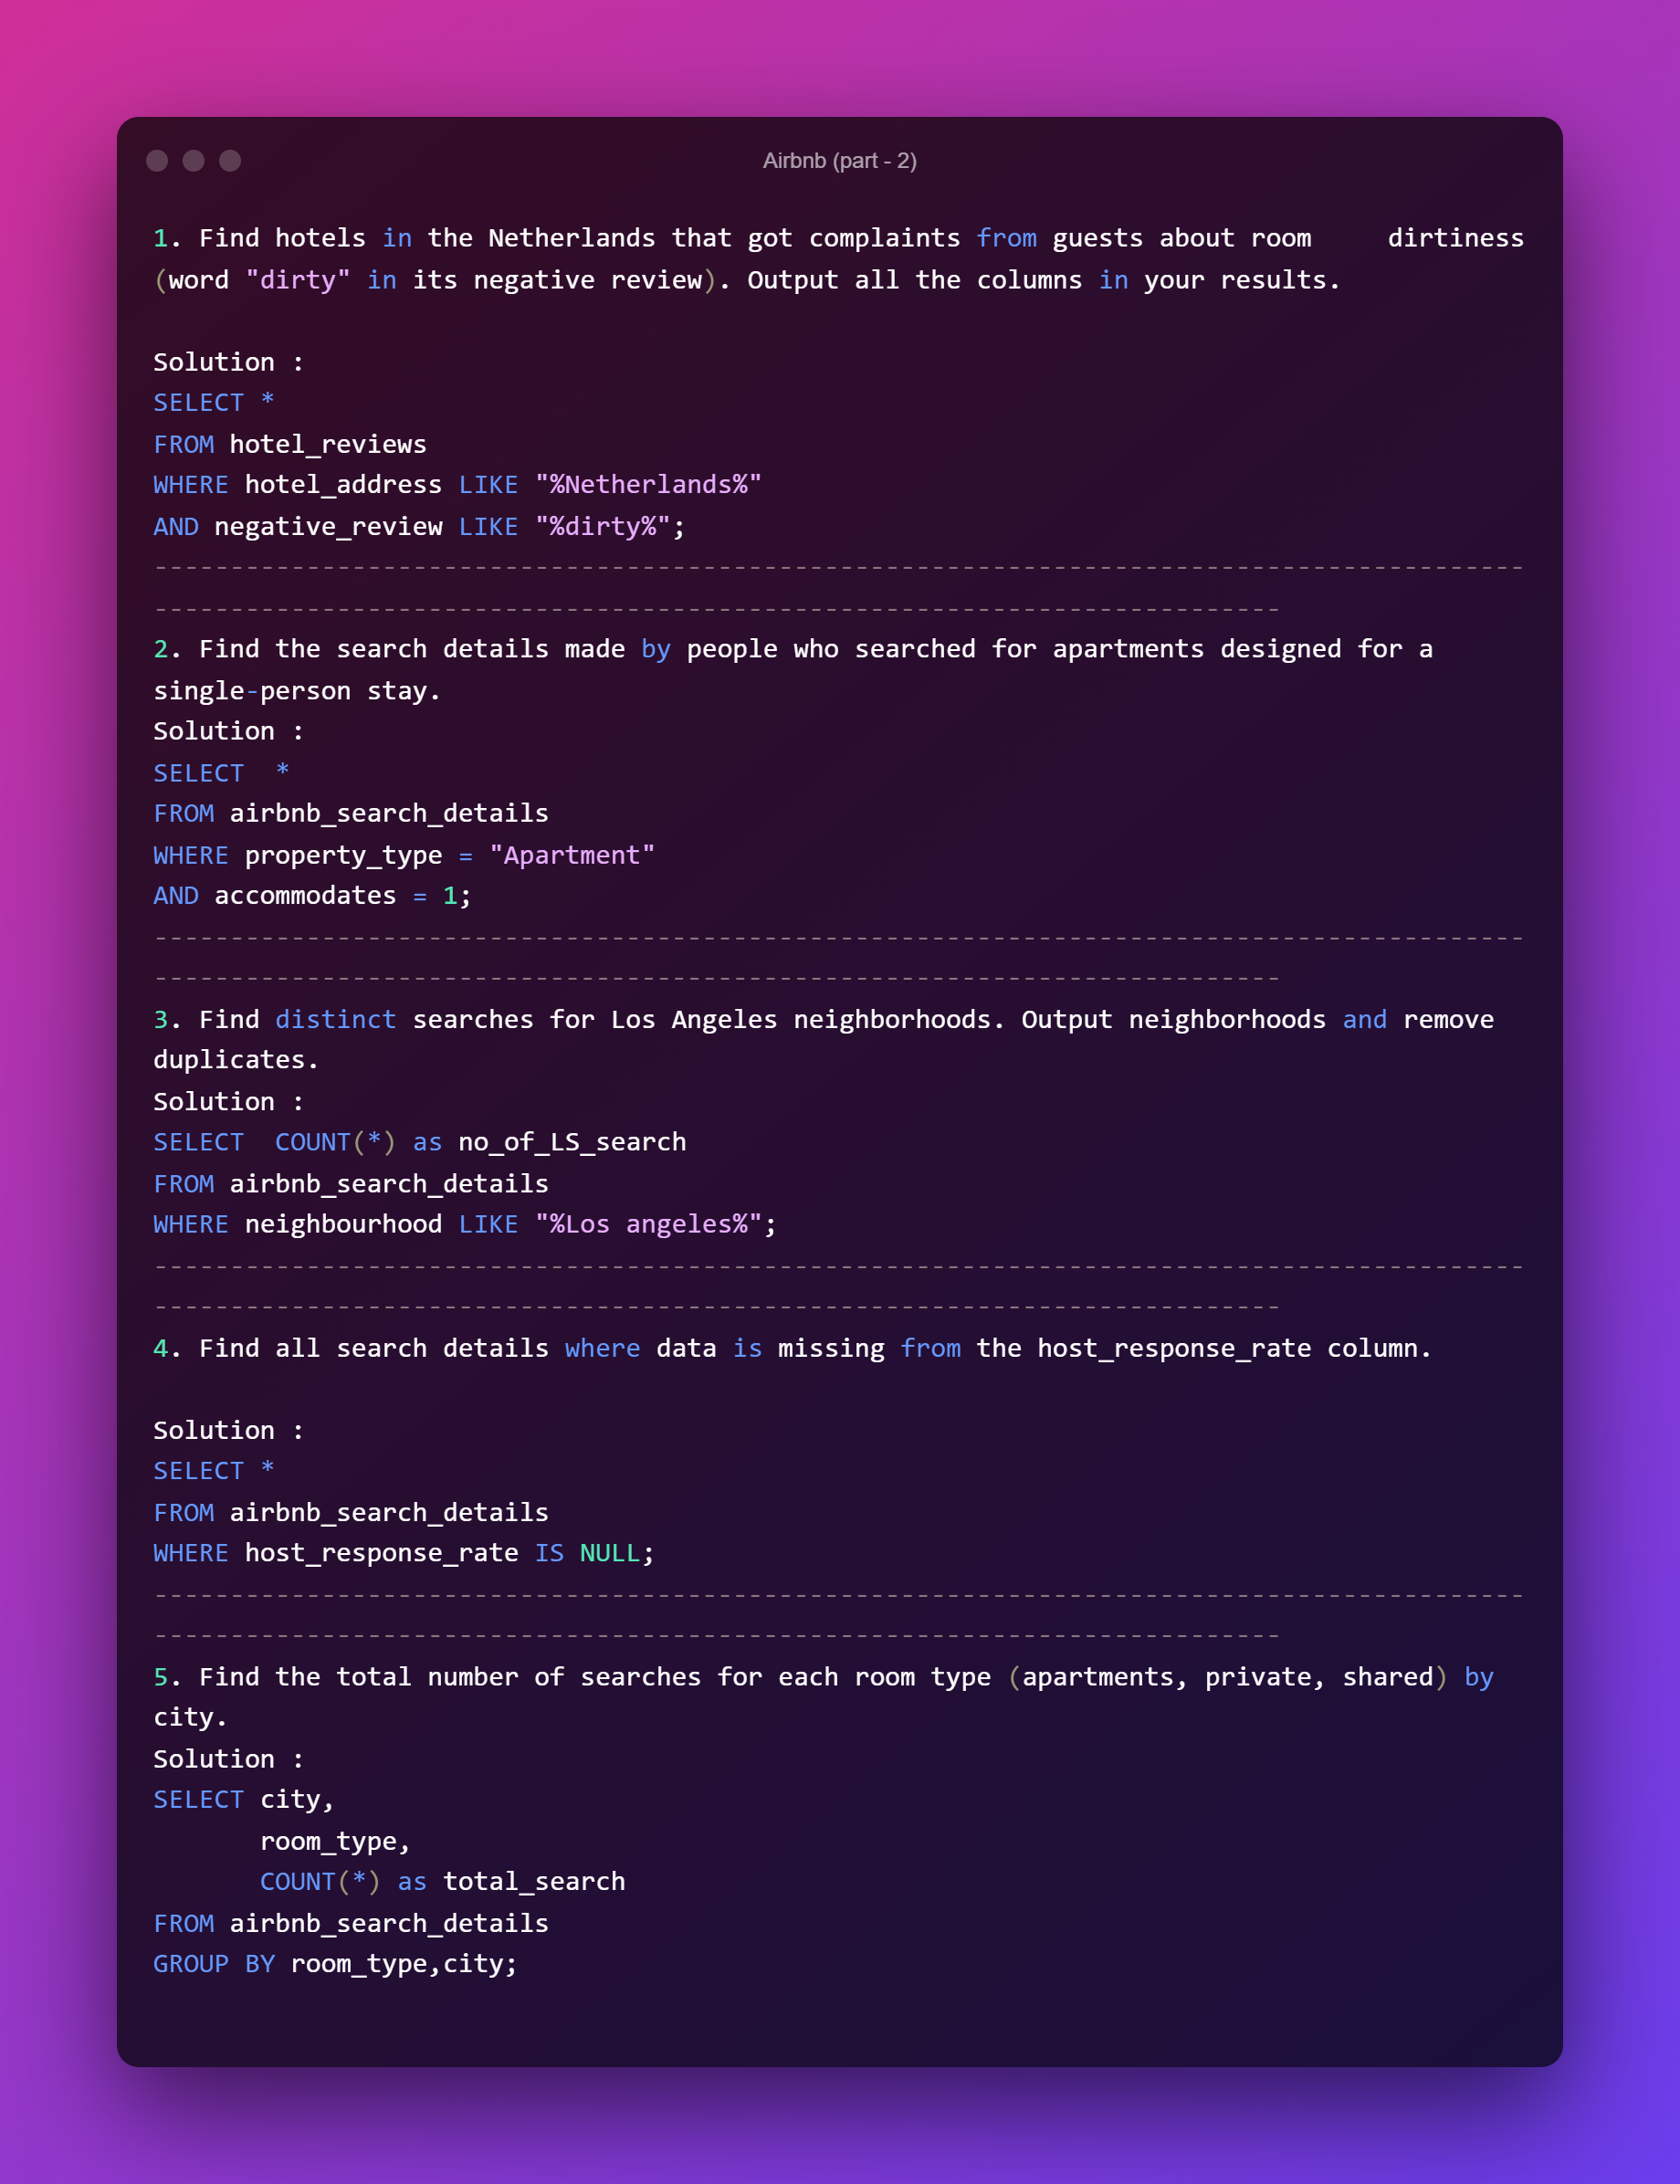 Airbnb (part - 2)
1. Find hotels in the Netherlands that got complaints from guests about room     dirtiness
(word "dirty" in its negative review). Output all the columns in your results.
Solution :
SELECT *
FROM hotel_reviews
WHERE hotel_address LIKE "%Netherlands%"
AND negative_review LIKE "%dirty%";
------------------------------------------------------------------------------------------
--------------------------------------------------------------------------
2. Find the search details made by people who searched for apartments designed for a
single-person stay.
Solution :
SELECT  *
FROM airbnb_search_details
WHERE property_type = "Apartment"
AND accommodates = 1;
------------------------------------------------------------------------------------------
--------------------------------------------------------------------------
3. Find distinct searches for Los Angeles neighborhoods. Output neighborhoods and remove
duplicates.
Solution :
SELECT  COUNT(*) as no_of_LS_search
FROM airbnb_search_details
WHERE neighbourhood LIKE "%Los angeles%";
------------------------------------------------------------------------------------------
--------------------------------------------------------------------------
4. Find all search details where data is missing from the host_response_rate column.
Solution :
SELECT *
FROM airbnb_search_details
WHERE host_response_rate IS NULL;
------------------------------------------------------------------------------------------
--------------------------------------------------------------------------
5. Find the total number of searches for each room type (apartments, private, shared) by
city.
Solution :
SELECT city,
       room_type,
       COUNT(*) as total_search
FROM airbnb_search_details
GROUP BY room_type,city;